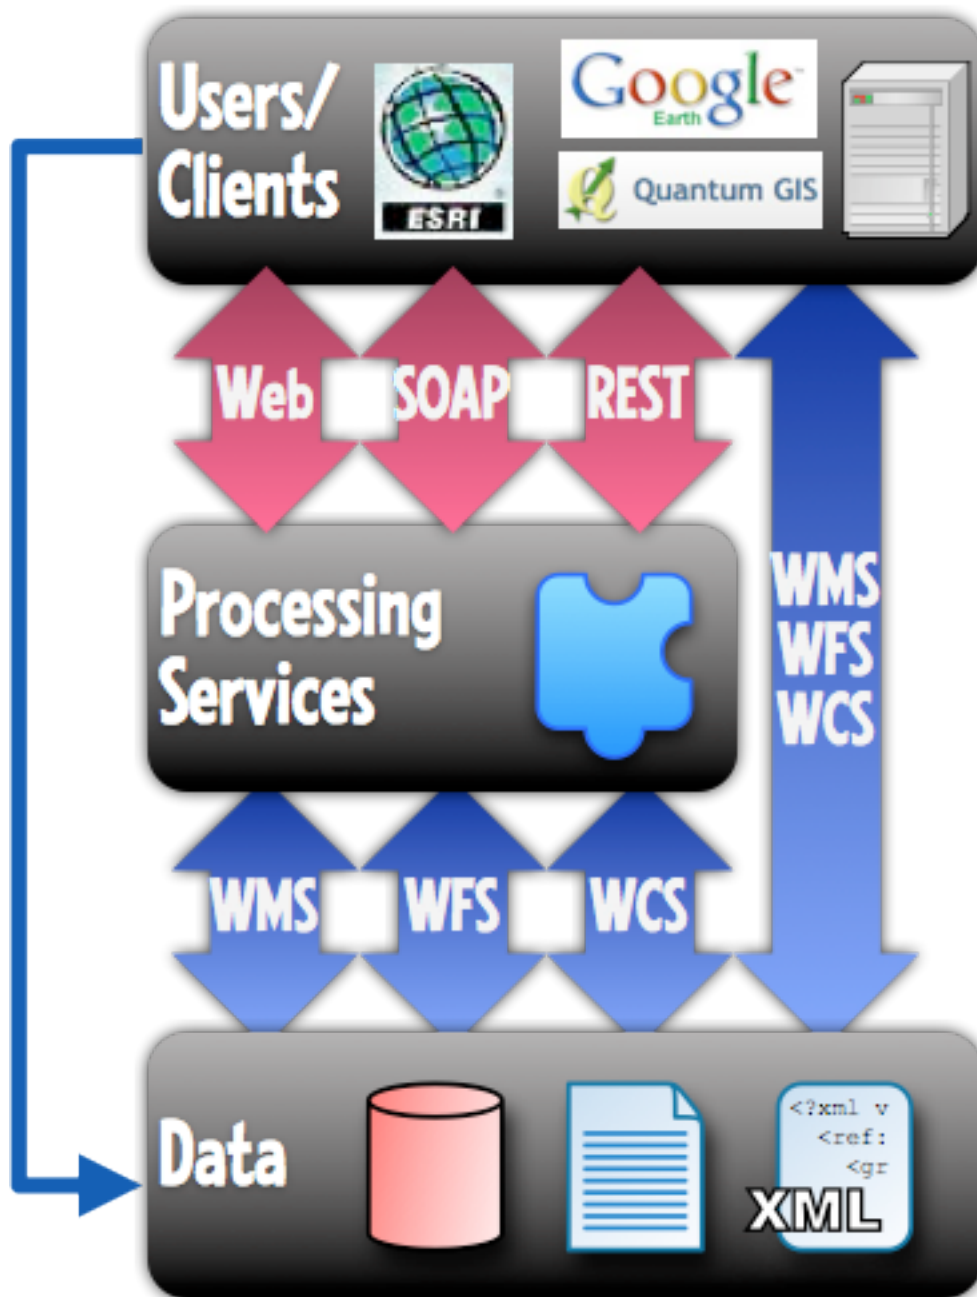 Users/
Clients
ESRI
Google
Earth
Quantum GIS
Web
SOAP
REST
Processing
Services
WMS
WFS
WCS
WMS
WFS
WCS
Data
<?xml v
<ref:
<gr
XML